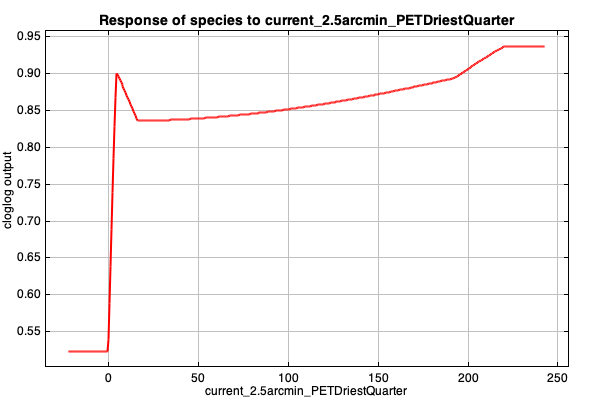 Response of species to current_2.5arcmin_PETDriestQuarter
0.95
0.90
0.85
0.80
0.75
0.70
0.65
0.60
0.55
cloglog output
0 50 100 150 200 250
current_2.5arcmin_PETDriestQuarter